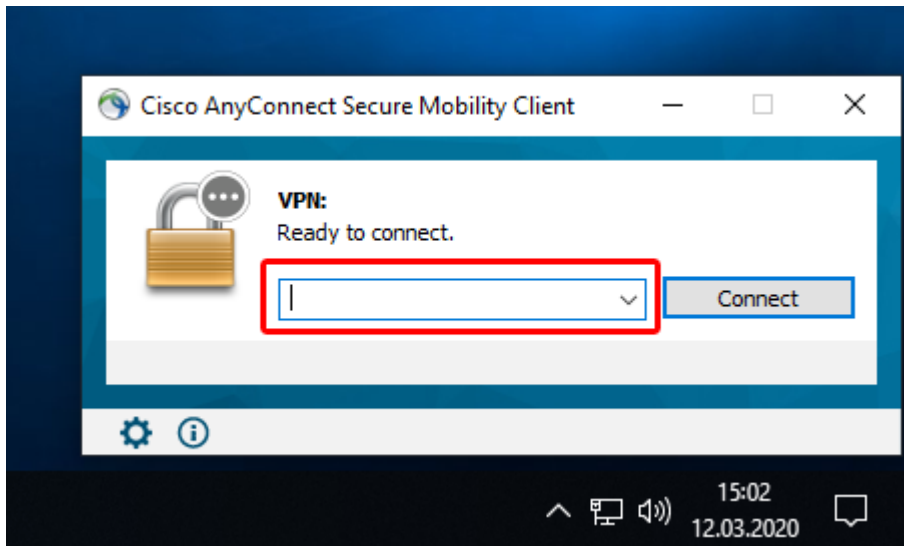 Cisco AnyConnect Secure Mobility Client
VPN:
Ready to connect.
Connect
15:02
12.03.2020